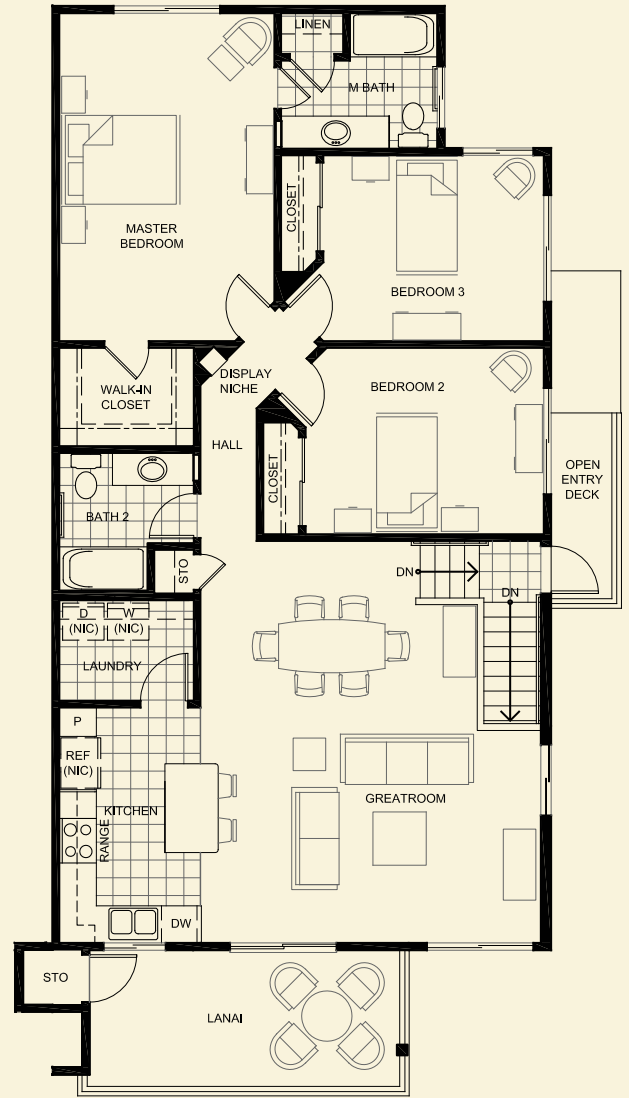 LINEN
M BATH
CLOSET
MASTER
BEDROOM
BEDROOM 3
DISPLAY
NICHE
WALK-IN
CLOSET
BEDROOM 2
HALL
CLOSET
OPEN
ENTRY
DECK
BATH 2
STO
DN
DN
D
(NIC)
W
(NIC)
LAUNDRY
P
REF
(NIC)
KITCHEN
RANGE
GREATROOM
DW
STO
LANAI